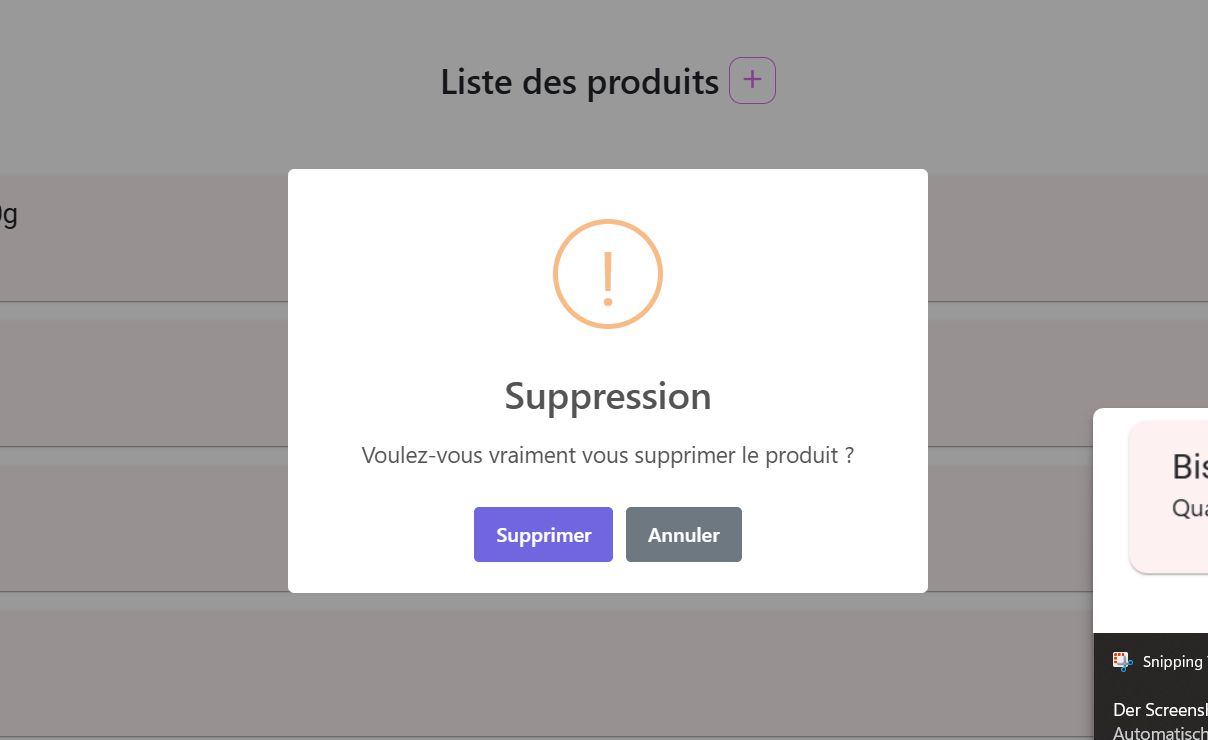 Liste des produits +
g
!
Suppression
Voulez-vous vraiment vous supprimer le produit ?
Supprimer
Annuler
Bis
Qua
Snipping
Der Screensh
Automatisch